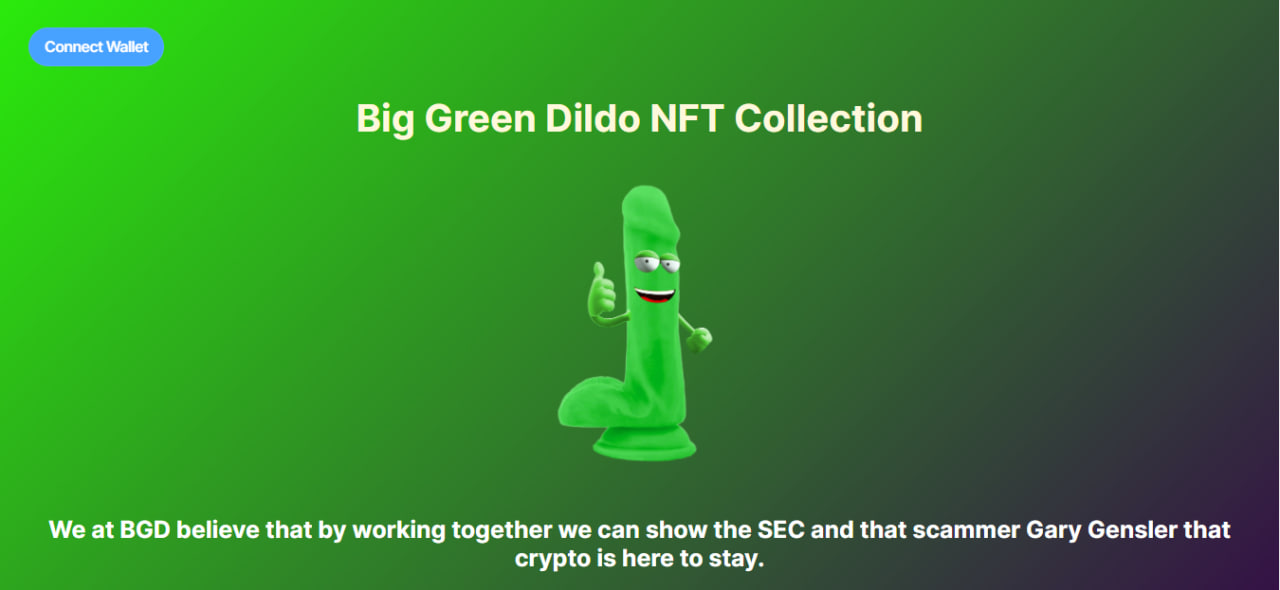 Connect Wallet
Big Green Dildo NFT Collection
We at BGD believe that by working together we can show the SEC and that scammer Gary Gensler that
crypto is here to stay.